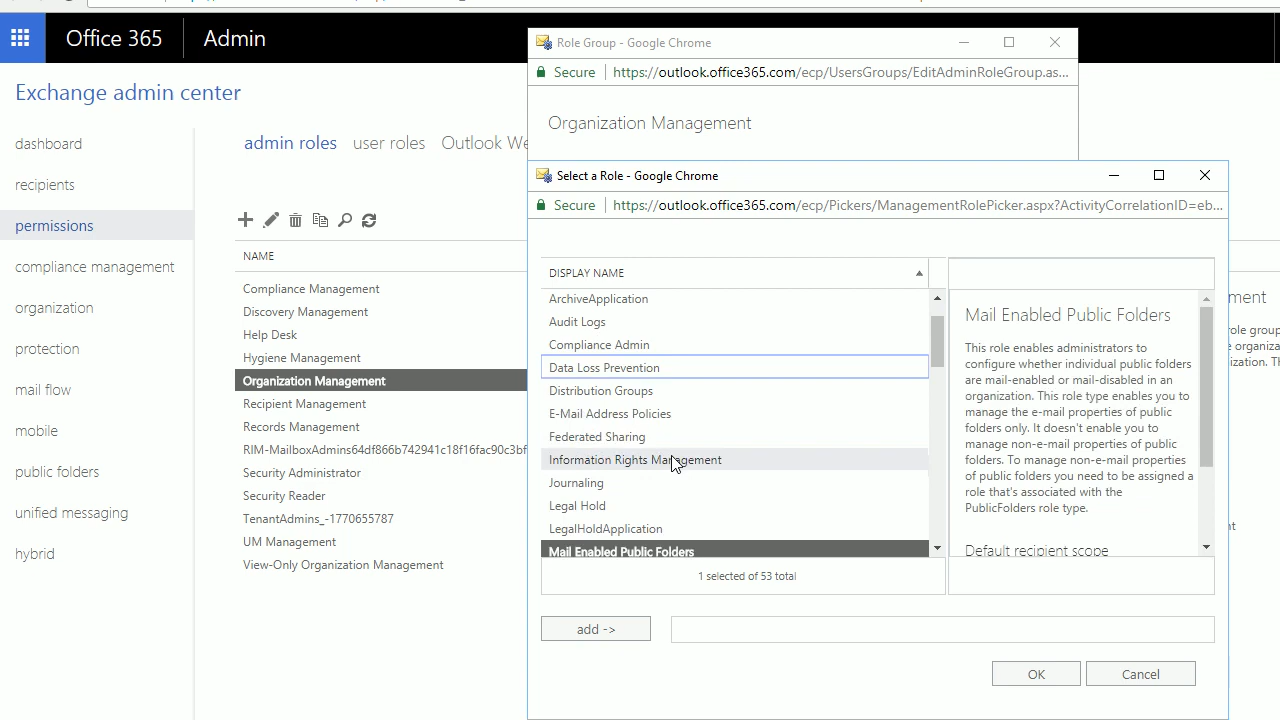 Office 365
Admin
Exchange admin center
dashboard
recipients
permissions
compliance management
organization
protection
mail flow
mobile
public folders
unified messaging
hybrid
admin roles
user roles
Outlook We
NAME
Compliance Management
Discovery Management
Help Desk
Hygiene Management
Organization Management
Recipient Management
Records Management
RIM-MailboxAdmins64df866b742941c18f16fac90c3bf
Security Administrator
Security Reader
TenantAdmins_-1770655787
UM Management
View-Only Organization Management
Role Group - Google Chrome
Secure
https://outlook.office365.com/ecp/UsersGroups/EditAdminRoleGroup.as...
Organization Management
Select a Role - Google Chrome
Secure
https://outlook.office365.com/ecp/Pickers/ManagementRolePicker.aspx?ActivityCorrelationID=eb...
DISPLAY NAME
ArchiveApplication
Audit Logs
Compliance Admin
Data Loss Prevention
Distribution Groups
E-Mail Address Policies
Federated Sharing
Information Rights Management
Journaling
Legal Hold
LegalHoldApplication
Mail Enabled Public Folders
1 selected of 53 total
Mail Enabled Public Folders
This role enables administrators to
configure whether individual public folders
are mail-enabled or mail-disabled in an
organization. This role type enables you to
manage the e-mail properties of public
folders only. It doesn't enable you to
manage non-e-mail properties of public
folders. To manage non-e-mail properties
of public folders you need to be assigned a
role that's associated with the
PublicFolders role type.
Default recipient scope
add ->
OK
Cancel
ment
role group
e organiza
ization. Th
nt